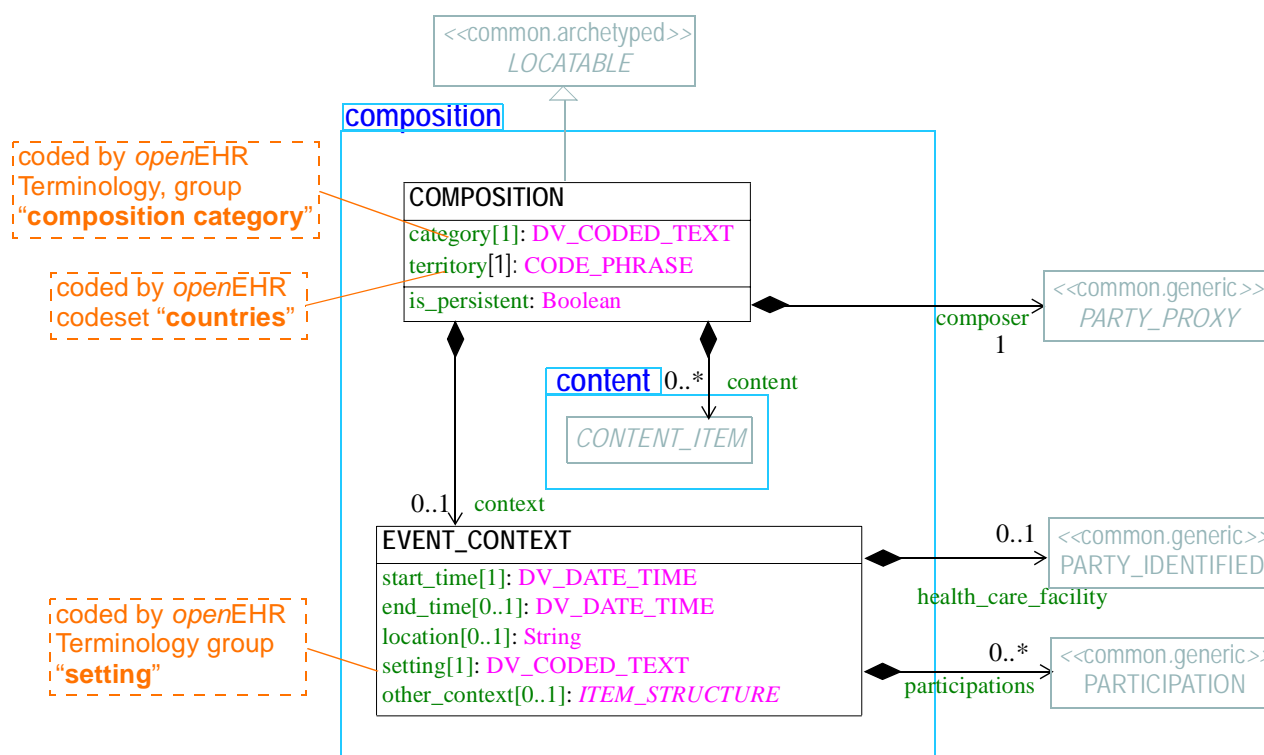 <<common.archetyped>>
LOCATABLE
composition
coded by openEHR
Terminology, group
“composition category”
COMPOSITION
category[1]: DV_CODED_TEXT
territory[1]: CODE_PHRASE
is_persistent: Boolean
coded by openEHR
codeset “countries”
<<common.generic>>
PARTY_PROXY
composer
1
content
0..*
content
CONTENT_ITEM
0..1
context
EVENT_CONTEXT
start_time[1]: DV_DATE_TIME
end_time[0..1]: DV_DATE_TIME
location[0..1]: String
setting[1]: DV_CODED_TEXT
other_context[0..1]: ITEM_STRUCTURE
coded by openEHR
Terminology group
“setting”
0..1
<<common.generic>>
PARTY_IDENTIFIED
health_care_facility
0..*
<<common.generic>>
PARTICIPATION
participations